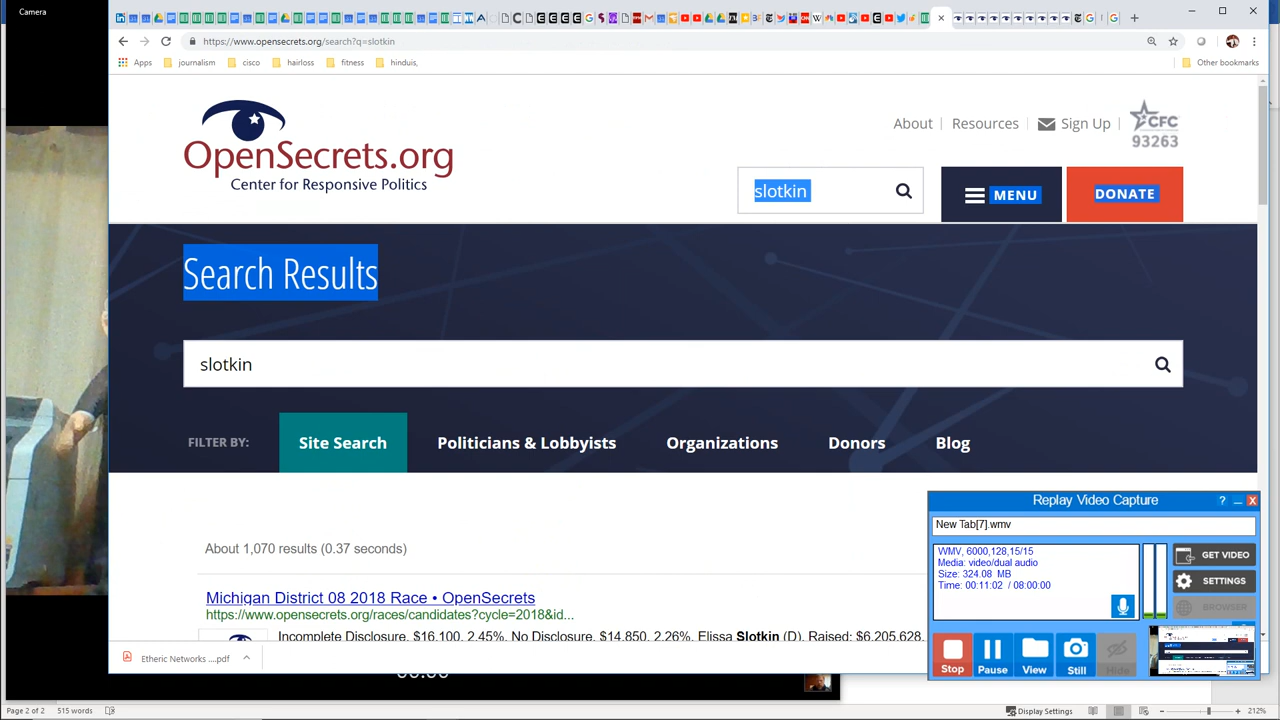 Camera
https://www.opensecrets.org/search?q=slotkin
Apps journalism cisco hairloss fitness hinduis, Other bookmarks
OpenSecrets.org
Center for Responsive Politics
About Resources Sign Up
CFC
93263
slotkin
MENU
DONATE
Search Results
slotkin
FILTER BY: Site Search Politicians & Lobbyists Organizations Donors Blog
About 1,070 results (0.37 seconds)
Michigan District 08 2018 Race • OpenSecrets
https://www.opensecrets.org/races/candidates?cycle=2018&id...
Incomplete Disclosure, $16,100, 2.45%. No Disclosure, $14,850, 2.26%. Elissa Slotkin (D). Raised: $6,205,628.
Replay Video Capture
New Tab[7].wmv
WMV, 6000,128,15/15
Media: video/dual audio
Size: 324.08 MB
Time: 00:11:02 / 08:00:00
GET VIDEO
SETTINGS
BROWSER
Stop Pause View Still Hide
Etheric Networks ....pdf
Page 2 of 2 515 words
Display Settings
212%